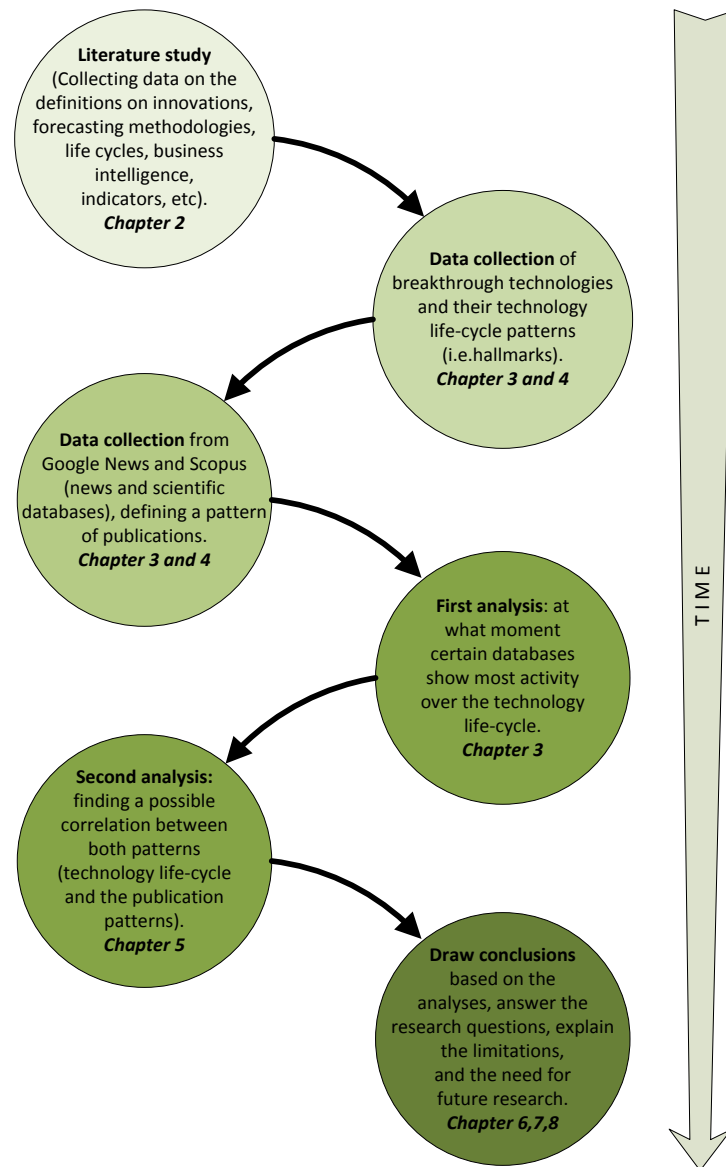 Literature study
(Collecting data on the
definitions on innovations,
forecasting methodologies,
life cycles, business
intelligence,
indicators, etc).
Chapter 2
Data collection of
breakthrough technologies
and their technology
life-cycle patterns
(i.e.hallmarks).
Chapter 3 and 4
Data collection from
Google News and Scopus
(news and scientific
databases), defining a pattern
of publications.
Chapter 3 and 4
First analysis: at
what moment
certain databases
show most activity
over the technology
life-cycle.
Chapter 3
Second analysis:
finding a possible
correlation between
both patterns
(technology life-cycle
and the publication
patterns).
Chapter 5
Draw conclusions
based on the
analyses, answer the
research questions, explain
the limitations,
and the need for
future research.
Chapter 6,7,8
TIME